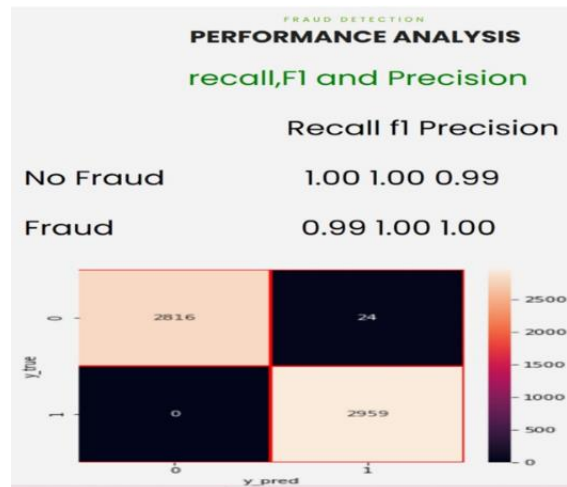 FRAUD DETECTION
PERFORMANCE ANALYSIS
recall,F1 and Precision
Recall f1 Precision
No Fraud 1.00 1.00 0.99
Fraud 0.99 1.00 1.00
0 2816 24
1 0 2959
0 1
y_true
y_pred
2500
2000
1500
1000
500
0